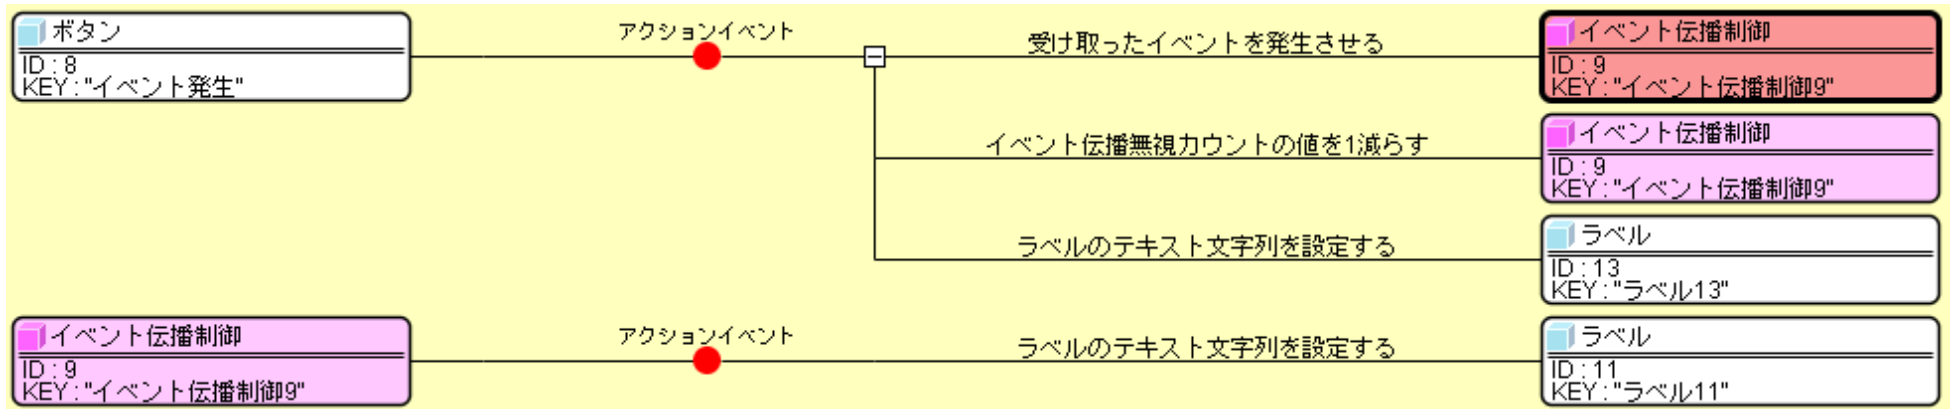 ボタン
ID : 8
KEY : "イベント発生"
アクションイベント
受け取ったイベントを発生させる
イベント伝播制御
ID : 9
KEY : "イベント伝播制御9"
イベント伝播無視カウントの値を1減らす
イベント伝播制御
ID : 9
KEY : "イベント伝播制御9"
ラベルのテキスト文字列を設定する
ラベル
ID : 13
KEY : "ラベル13"
イベント伝播制御
ID : 9
KEY : "イベント伝播制御9"
アクションイベント
ラベルのテキスト文字列を設定する
ラベル
ID : 11
KEY : "ラベル11"